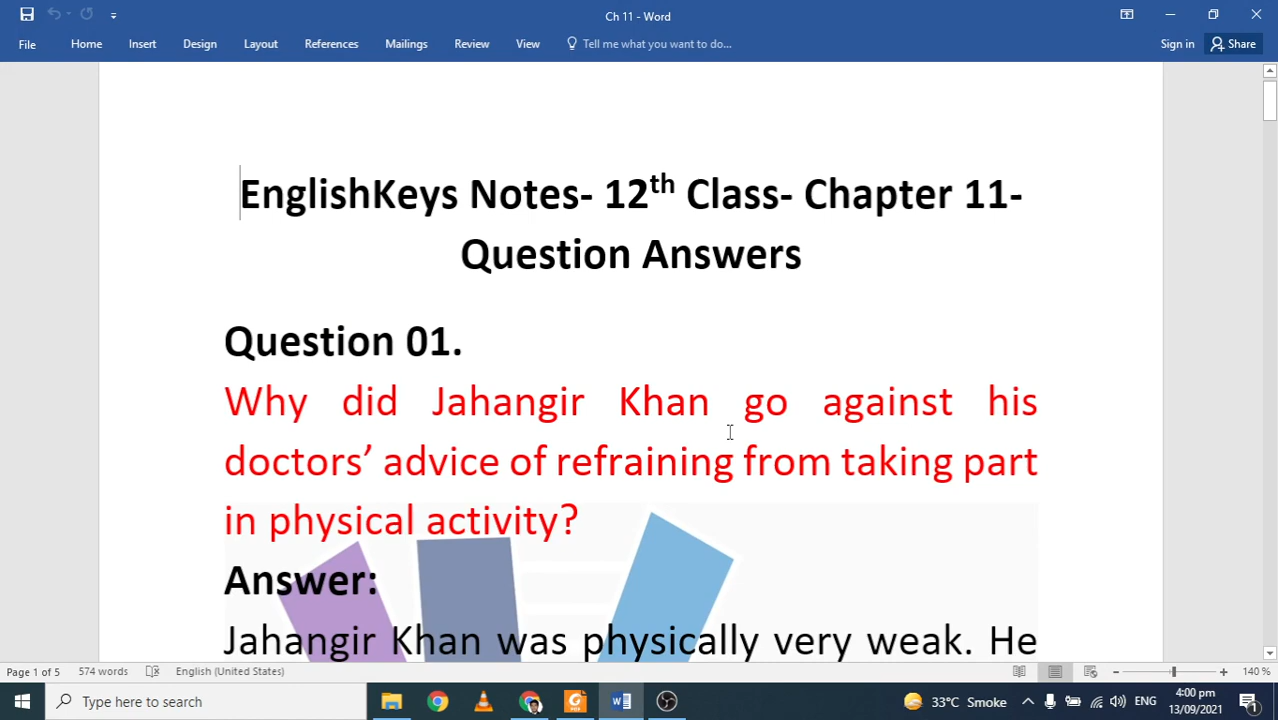 Ch 11 - Word
File Home Insert Design Layout References Mailings Review View Tell me what you want to do... Sign in Share
EnglishKeys Notes- 12th Class- Chapter 11-
Question Answers
Question 01.
Why did Jahangir Khan go against his
doctors’ advice of refraining from taking part
in physical activity?
Answer:
Jahangir Khan was physically very weak. He
Page 1 of 5 574 words English (United States) 140 %
Type here to search 33°C Smoke ENG 4:00 pm
13/09/2021 1